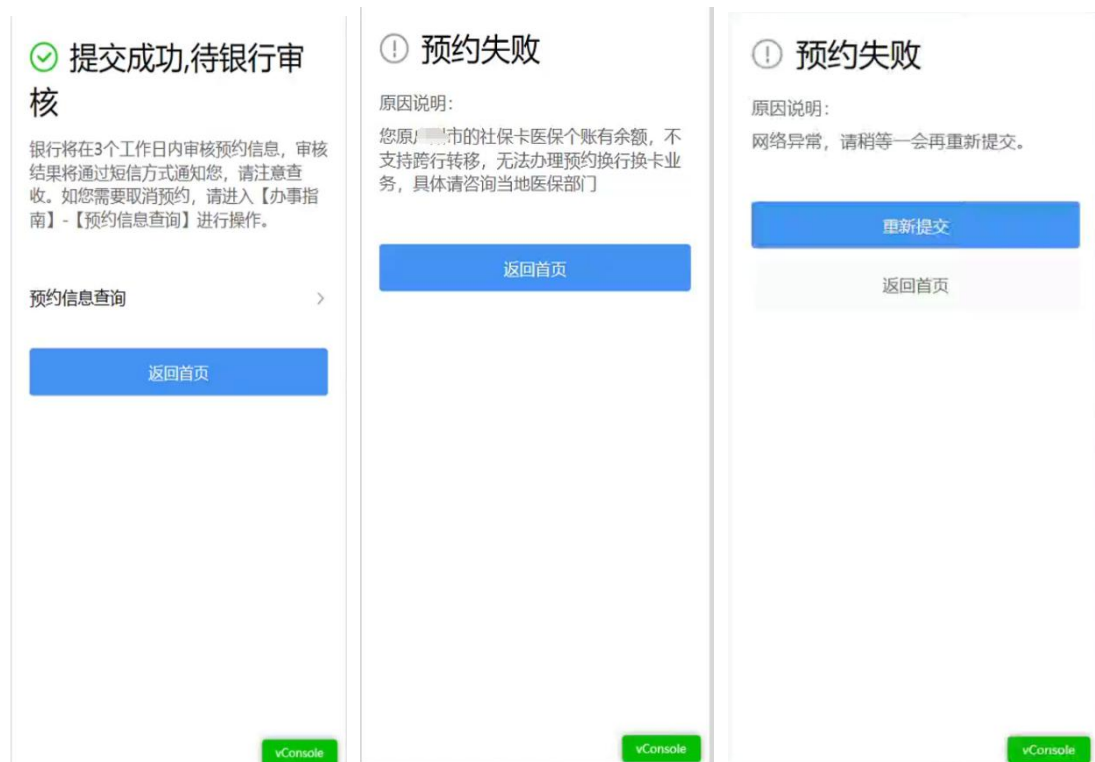 提交成功,待银行审
核
银行将在3个工作日内审核预约信息，审核
结果将通过短信方式通知您，请注意查
收。如您需要取消预约，请进入【办事指
南】-【预约信息查询】进行操作。
预约信息查询
返回首页
vConsole
预约失败
原因说明：
您原 市的社保卡医保个账有余额，不
支持跨行转移，无法办理预约换行换卡业
务，具体请咨询当地医保部门
返回首页
vConsole
预约失败
原因说明：
网络异常，请稍等一会再重新提交。
重新提交
返回首页
vConsole